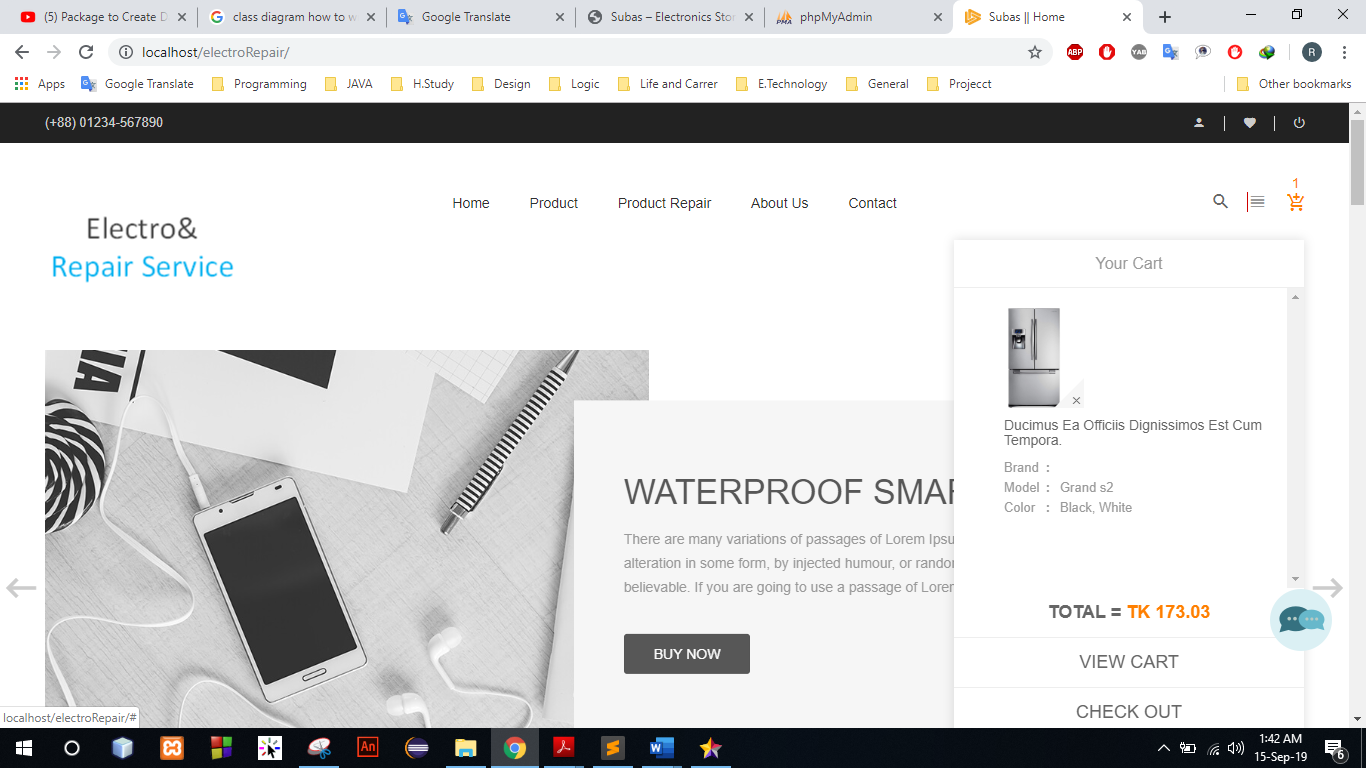 (5) Package to Create D
class diagram how to w
Google Translate
Subas – Electronics Stor
phpMyAdmin
Subas || Home
localhost/electroRepair/
ABP
YAB
R
Apps
Google Translate
Programming
JAVA
H.Study
Design
Logic
Life and Carrer
E.Technology
General
Projecct
Other bookmarks
(+88) 01234-567890
1
Home
Product
Product Repair
About Us
Contact
Electro&
Repair Service
Your Cart
Ducimus Ea Officiis Dignissimos Est Cum
Tempora.
Brand :
Model : Grand s2
Color : Black, White
WATERPROOF SMAR
There are many variations of passages of Lorem Ipsu
alteration in some form, by injected humour, or randor
believable. If you are going to use a passage of Lorer
BUY NOW
TOTAL = TK 173.03
VIEW CART
CHECK OUT
localhost/electroRepair/#
An
1:42 AM
15-Sep-19
6